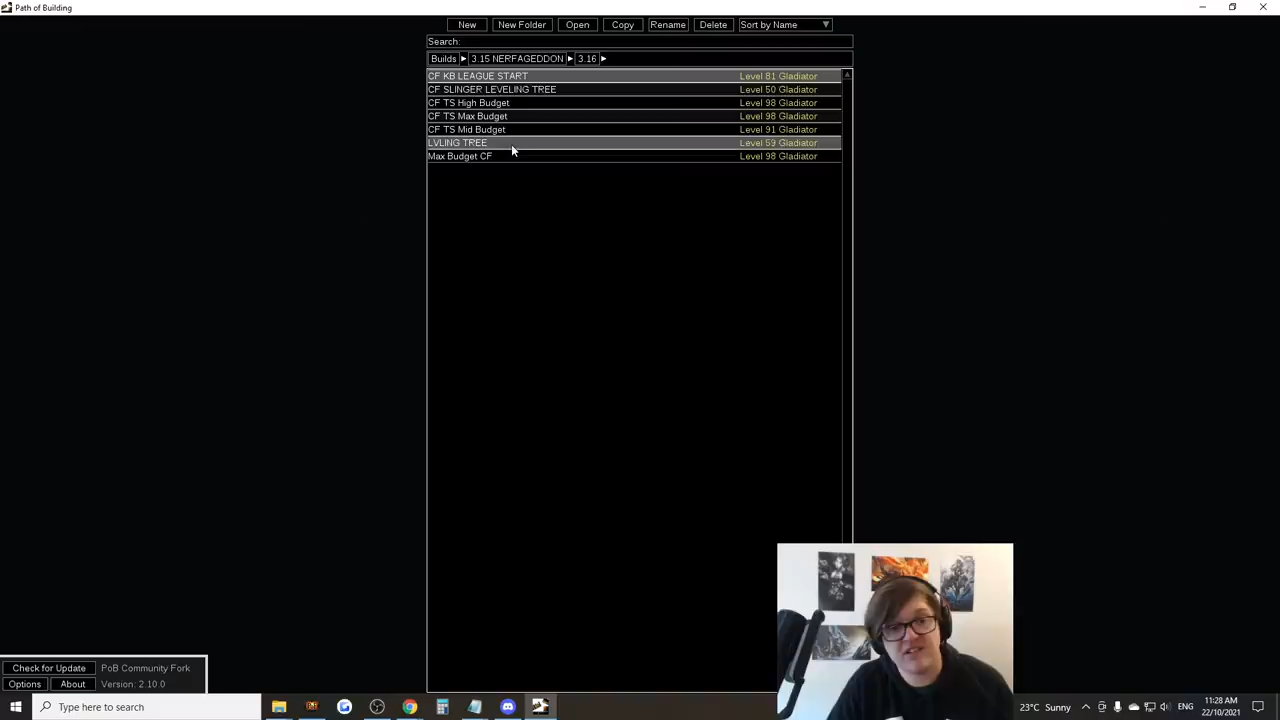 Path of Building
New New Folder Open Copy Rename Delete Sort by Name
Search:
Builds 3.15 NERFAGEDDON 3.16
CF KB LEAGUE START Level 81 Gladiator
CF SLINGER LEVELING TREE Level 50 Gladiator
CF TS High Budget Level 98 Gladiator
CF TS Max Budget Level 98 Gladiator
CF TS Mid Budget Level 91 Gladiator
LVLING TREE Level 59 Gladiator
Max Budget CF Level 98 Gladiator
Check for Update PoB Community Fork
Options About Version: 2.10.0
Type here to search
23°C Sunny
ENG
11:28 AM
22/10/2021